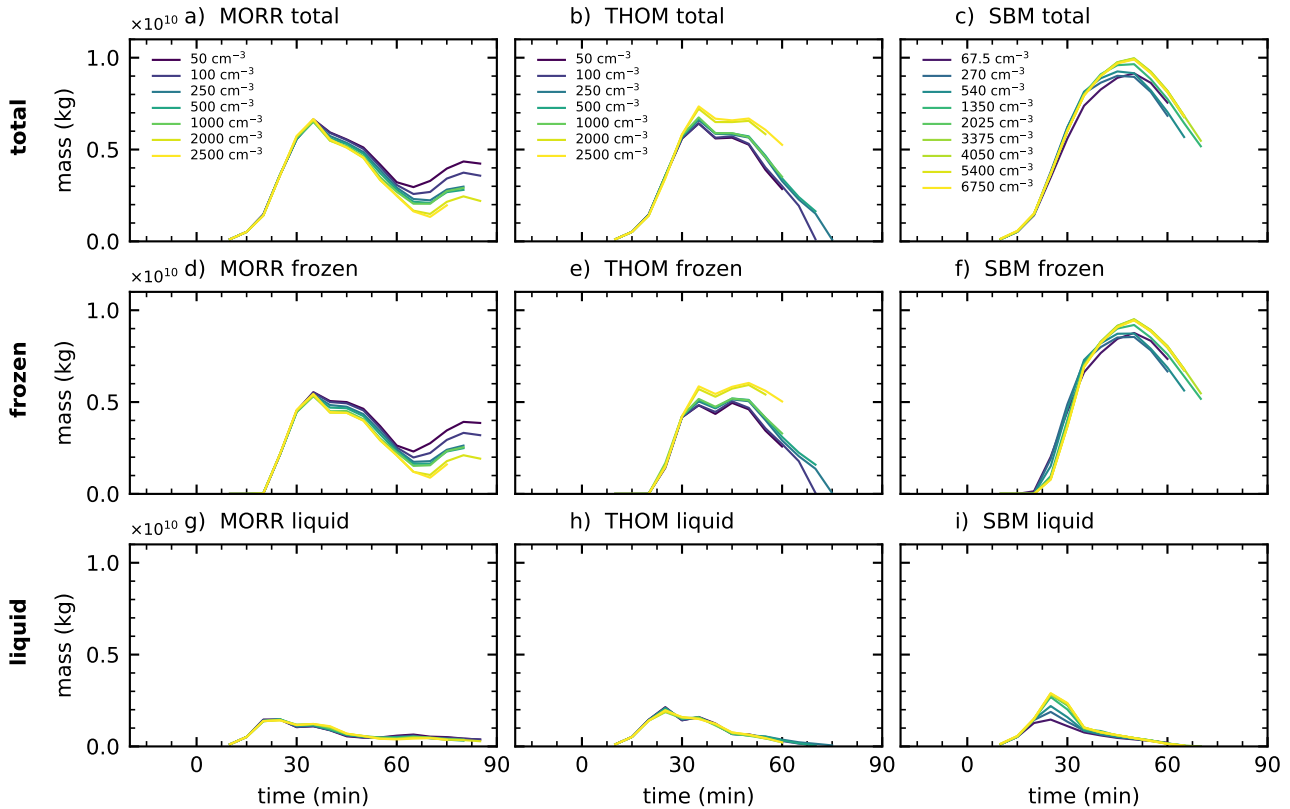 ×10¹⁰ a) MORR total
b) THOM total
c) SBM total
total
mass (kg)
1.0
0.5
0.0
50 cm⁻³
100 cm⁻³
250 cm⁻³
500 cm⁻³
1000 cm⁻³
2000 cm⁻³
2500 cm⁻³
50 cm⁻³
100 cm⁻³
250 cm⁻³
500 cm⁻³
1000 cm⁻³
2000 cm⁻³
2500 cm⁻³
67.5 cm⁻³
270 cm⁻³
540 cm⁻³
1350 cm⁻³
2025 cm⁻³
3375 cm⁻³
4050 cm⁻³
5400 cm⁻³
6750 cm⁻³
×10¹⁰ d) MORR frozen
e) THOM frozen
f) SBM frozen
frozen
mass (kg)
1.0
0.5
0.0
×10¹⁰ g) MORR liquid
h) THOM liquid
i) SBM liquid
liquid
mass (kg)
1.0
0.5
0.0
0 30 60 90
0 30 60 90
0 30 60 90
time (min)
time (min)
time (min)